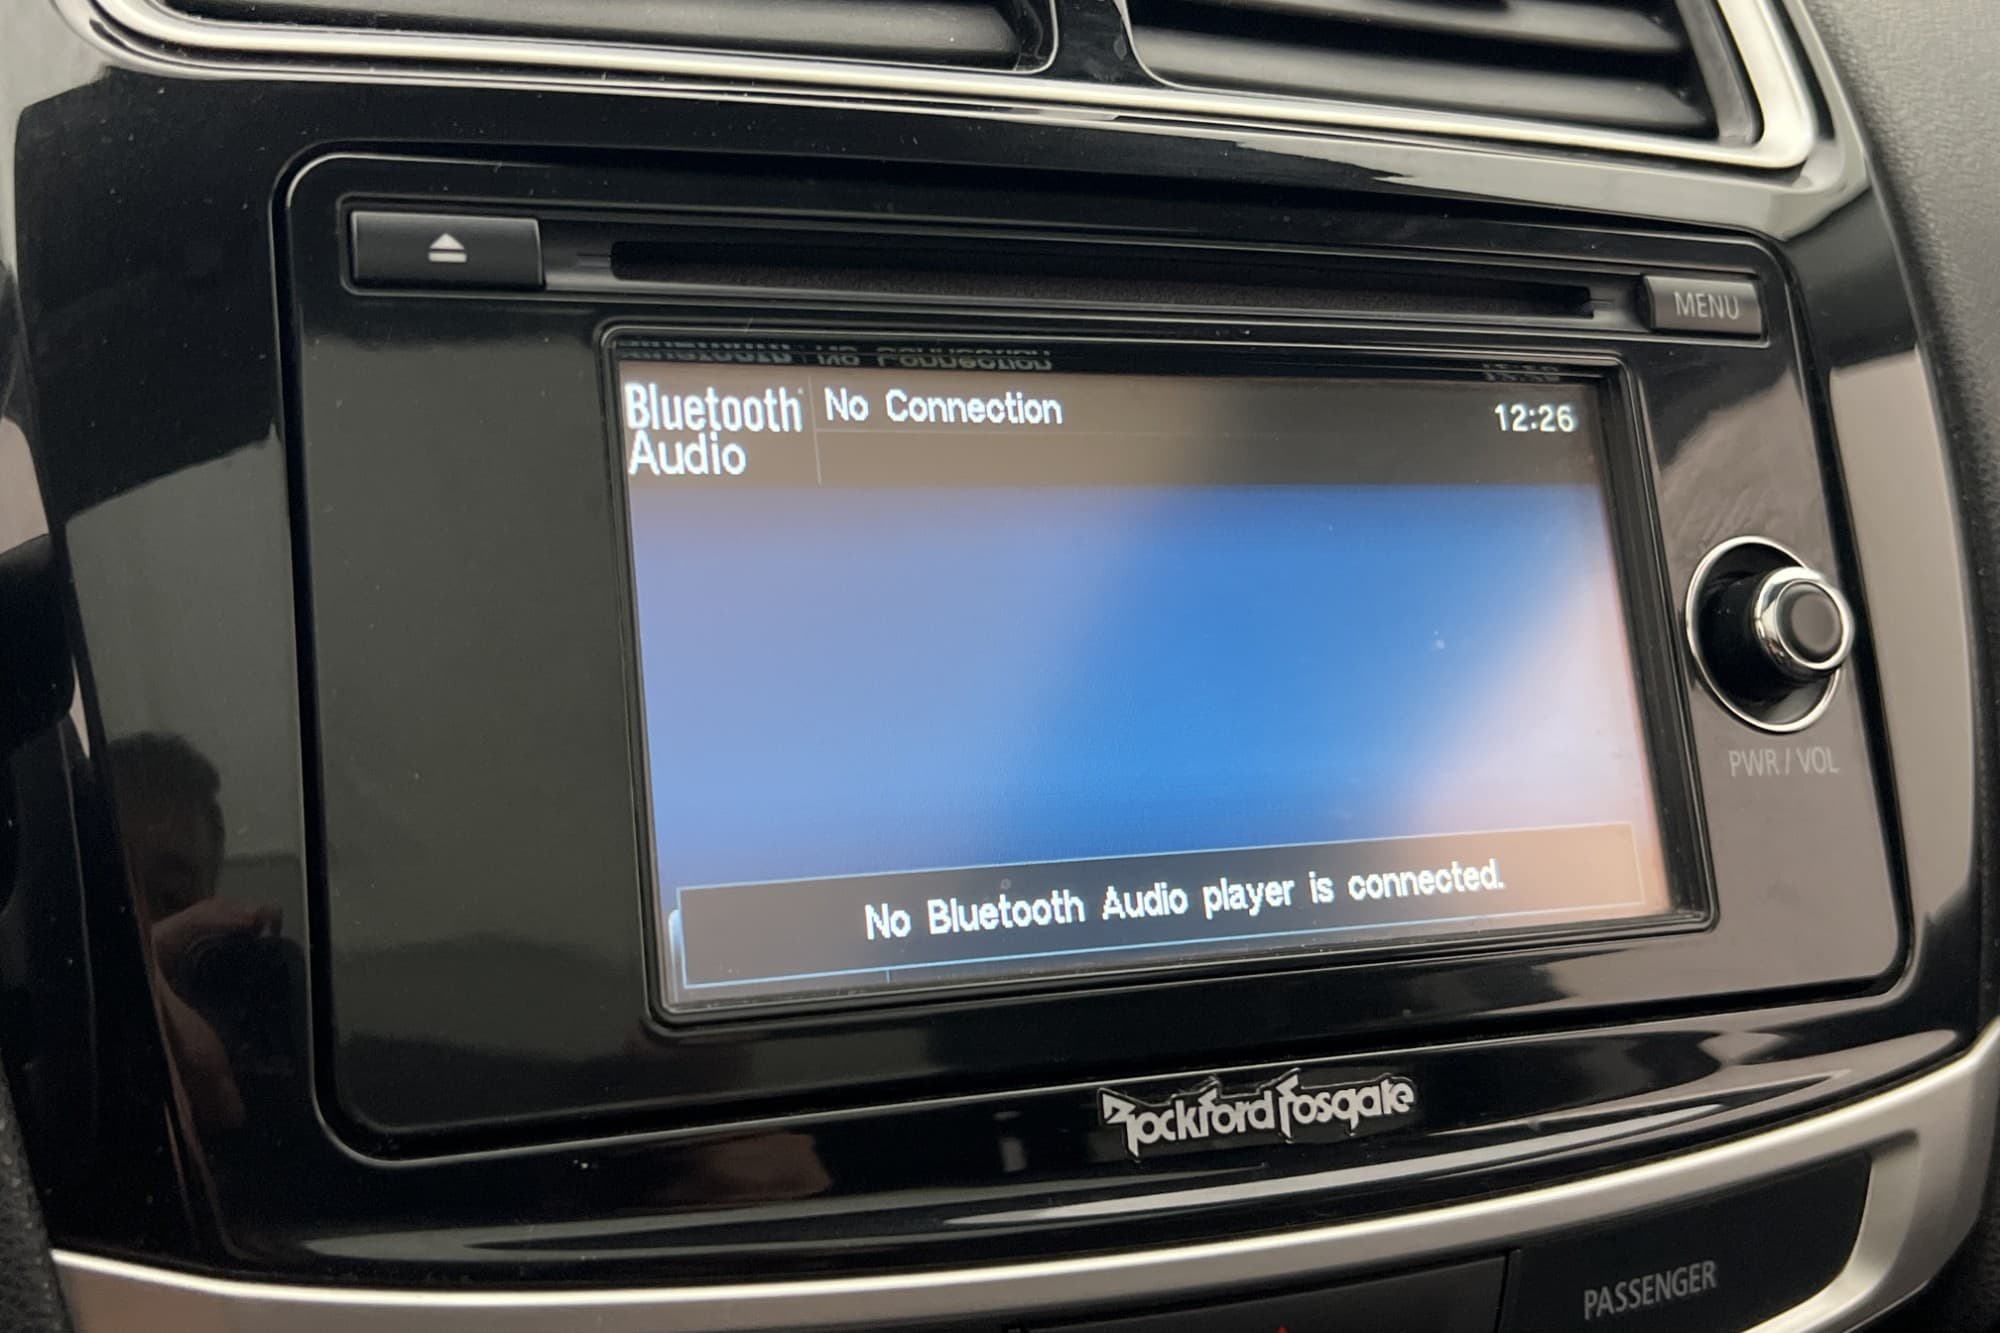 MENU
Bluetooth
Audio
No Connection
12:26
PWR / VOL
No Bluetooth Audio player is connected.
Rockford Fosgate
PASSENGER